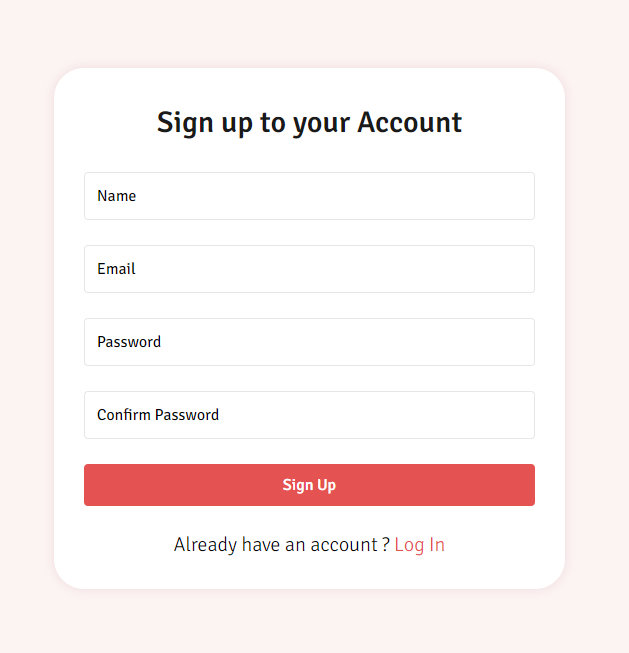 Sign up to your Account
Name
Email
Password
Confirm Password
Sign Up
Already have an account ? Log In